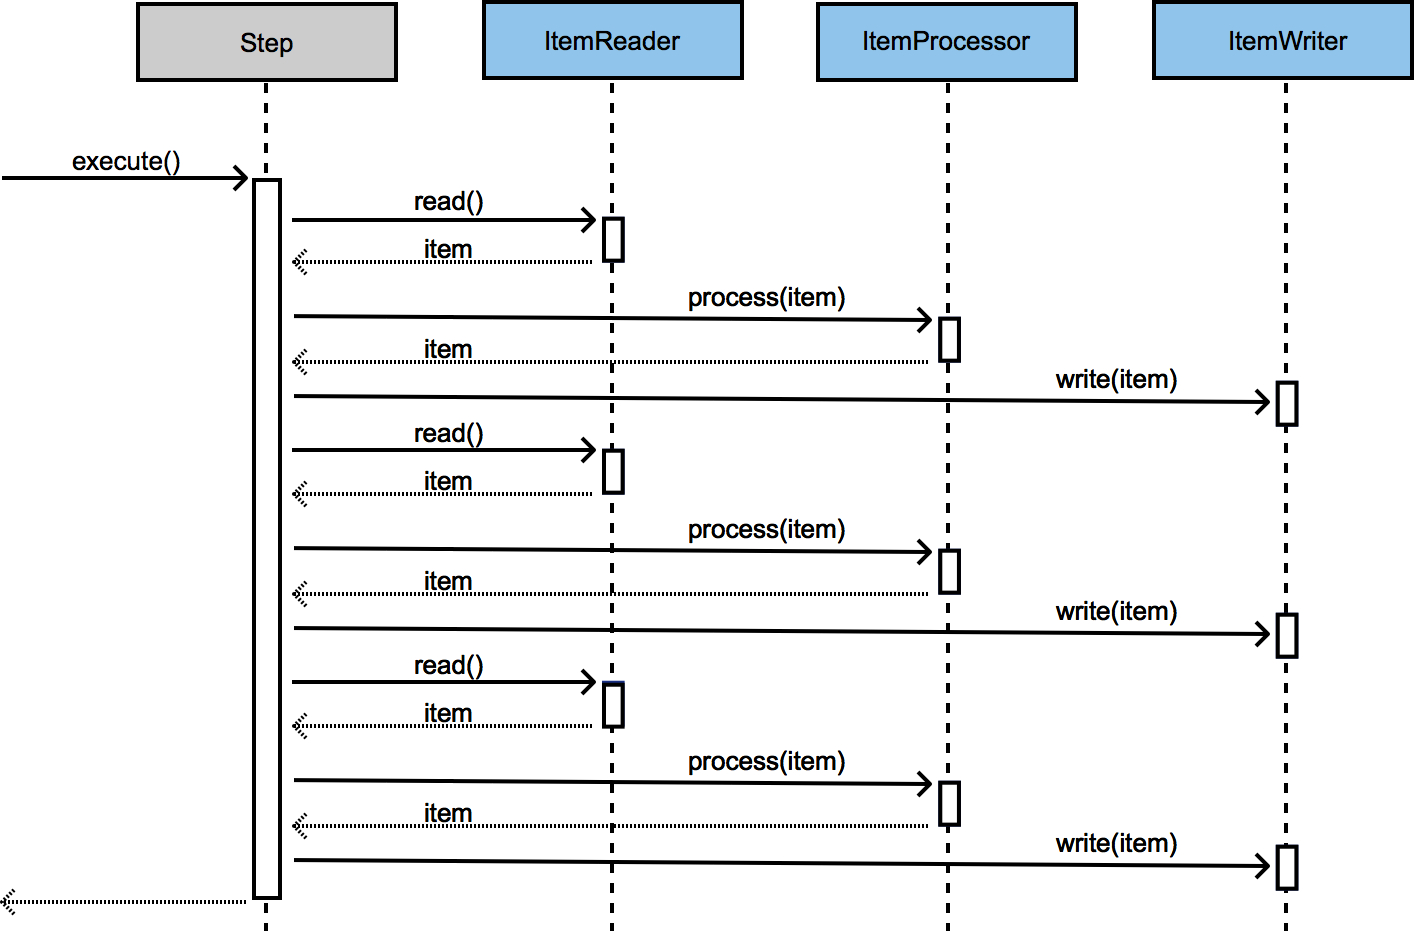 Step
ItemReader
ItemProcessor
ItemWriter
execute()
read()
item
process(item)
item
write(item)
read()
item
process(item)
item
write(item)
read()
item
process(item)
item
write(item)